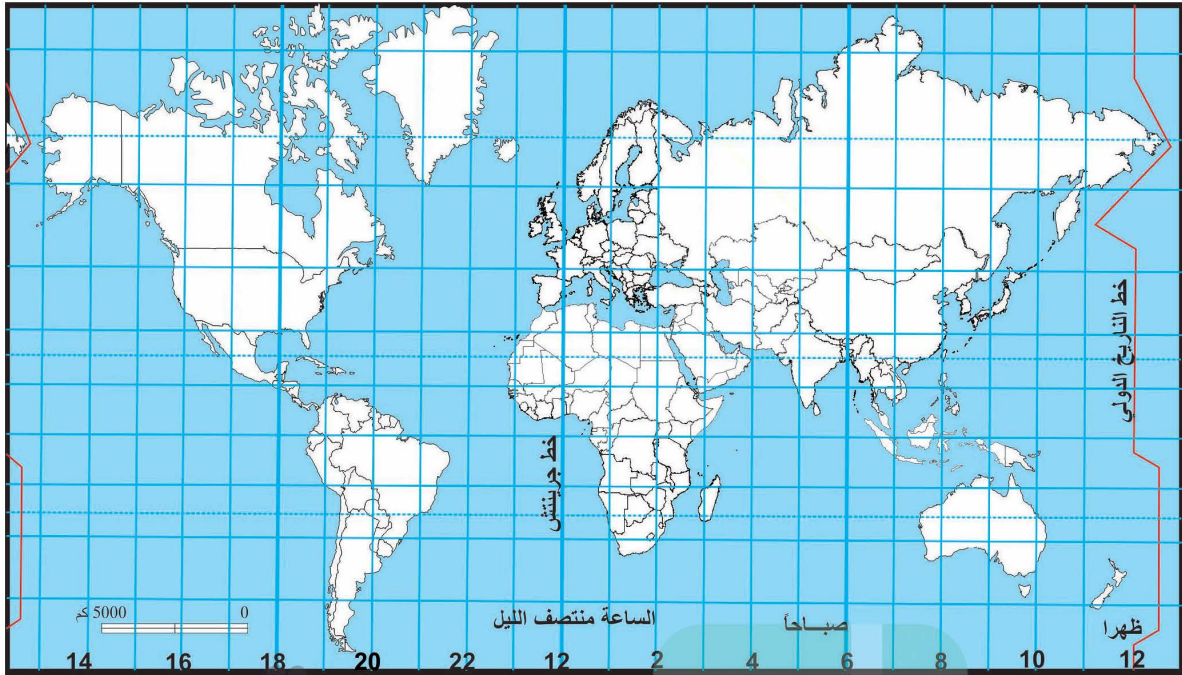 خط التاريخ الدولي
خط جرينتش
5000 كم
0
الساعة منتصف الليل
صباحاً
ظهرا
14 16 18 20 22 12 2 4 6 8 10 12